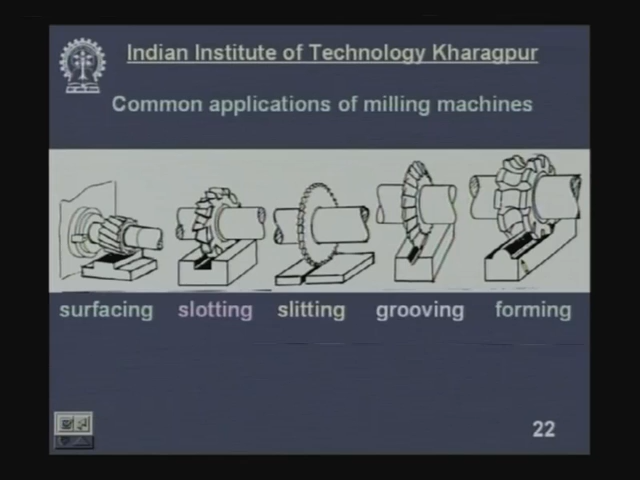 Indian Institute of Technology Kharagpur
Common applications of milling machines
surfacing slotting slitting grooving forming
22